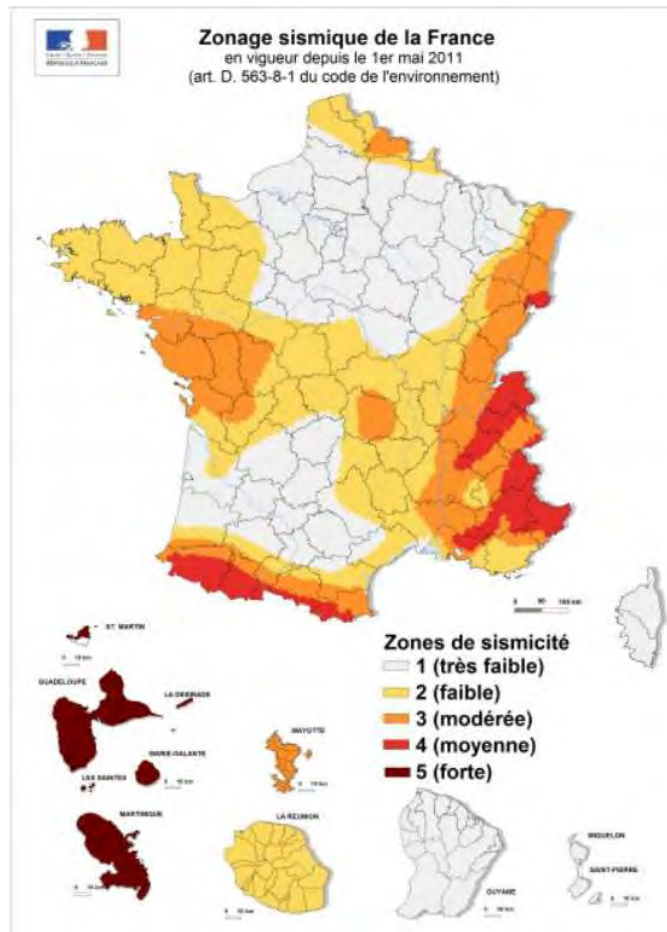 Zonage sismique de la France
en vigueur depuis le 1er mai 2011
(art. D. 563-8-1 du code de l'environnement)
RÉPUBLIQUE FRANÇAISE
ST. MARTIN
GUADELOUPE
LA DESIRADE
MARIE-GALANTE
LES SAINTES
MARTINIQUE
MAYOTTE
LA REUNION
GUYANE
MIQUELON
SAINT-PIERRE
Zones de sismicité
1 (très faible)
2 (faible)
3 (modérée)
4 (moyenne)
5 (forte)